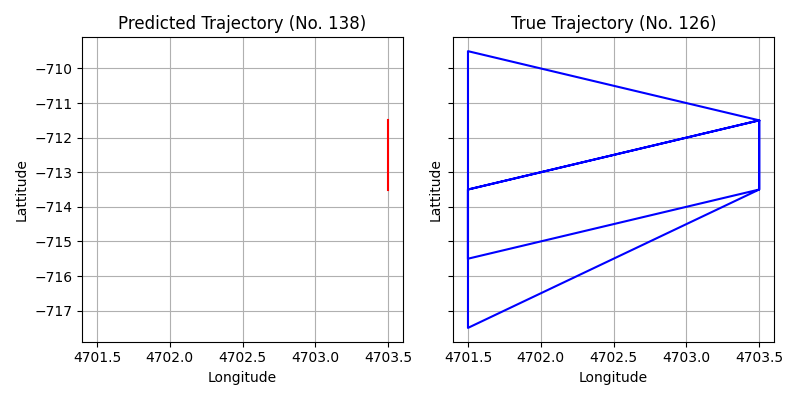 Predicted Trajectory (No. 138)
Lattitude
−710
−711
−712
−713
−714
−715
−716
−717
4701.5 4702.0 4702.5 4703.0 4703.5
Longitude
True Trajectory (No. 126)
Lattitude
4701.5 4702.0 4702.5 4703.0 4703.5
Longitude